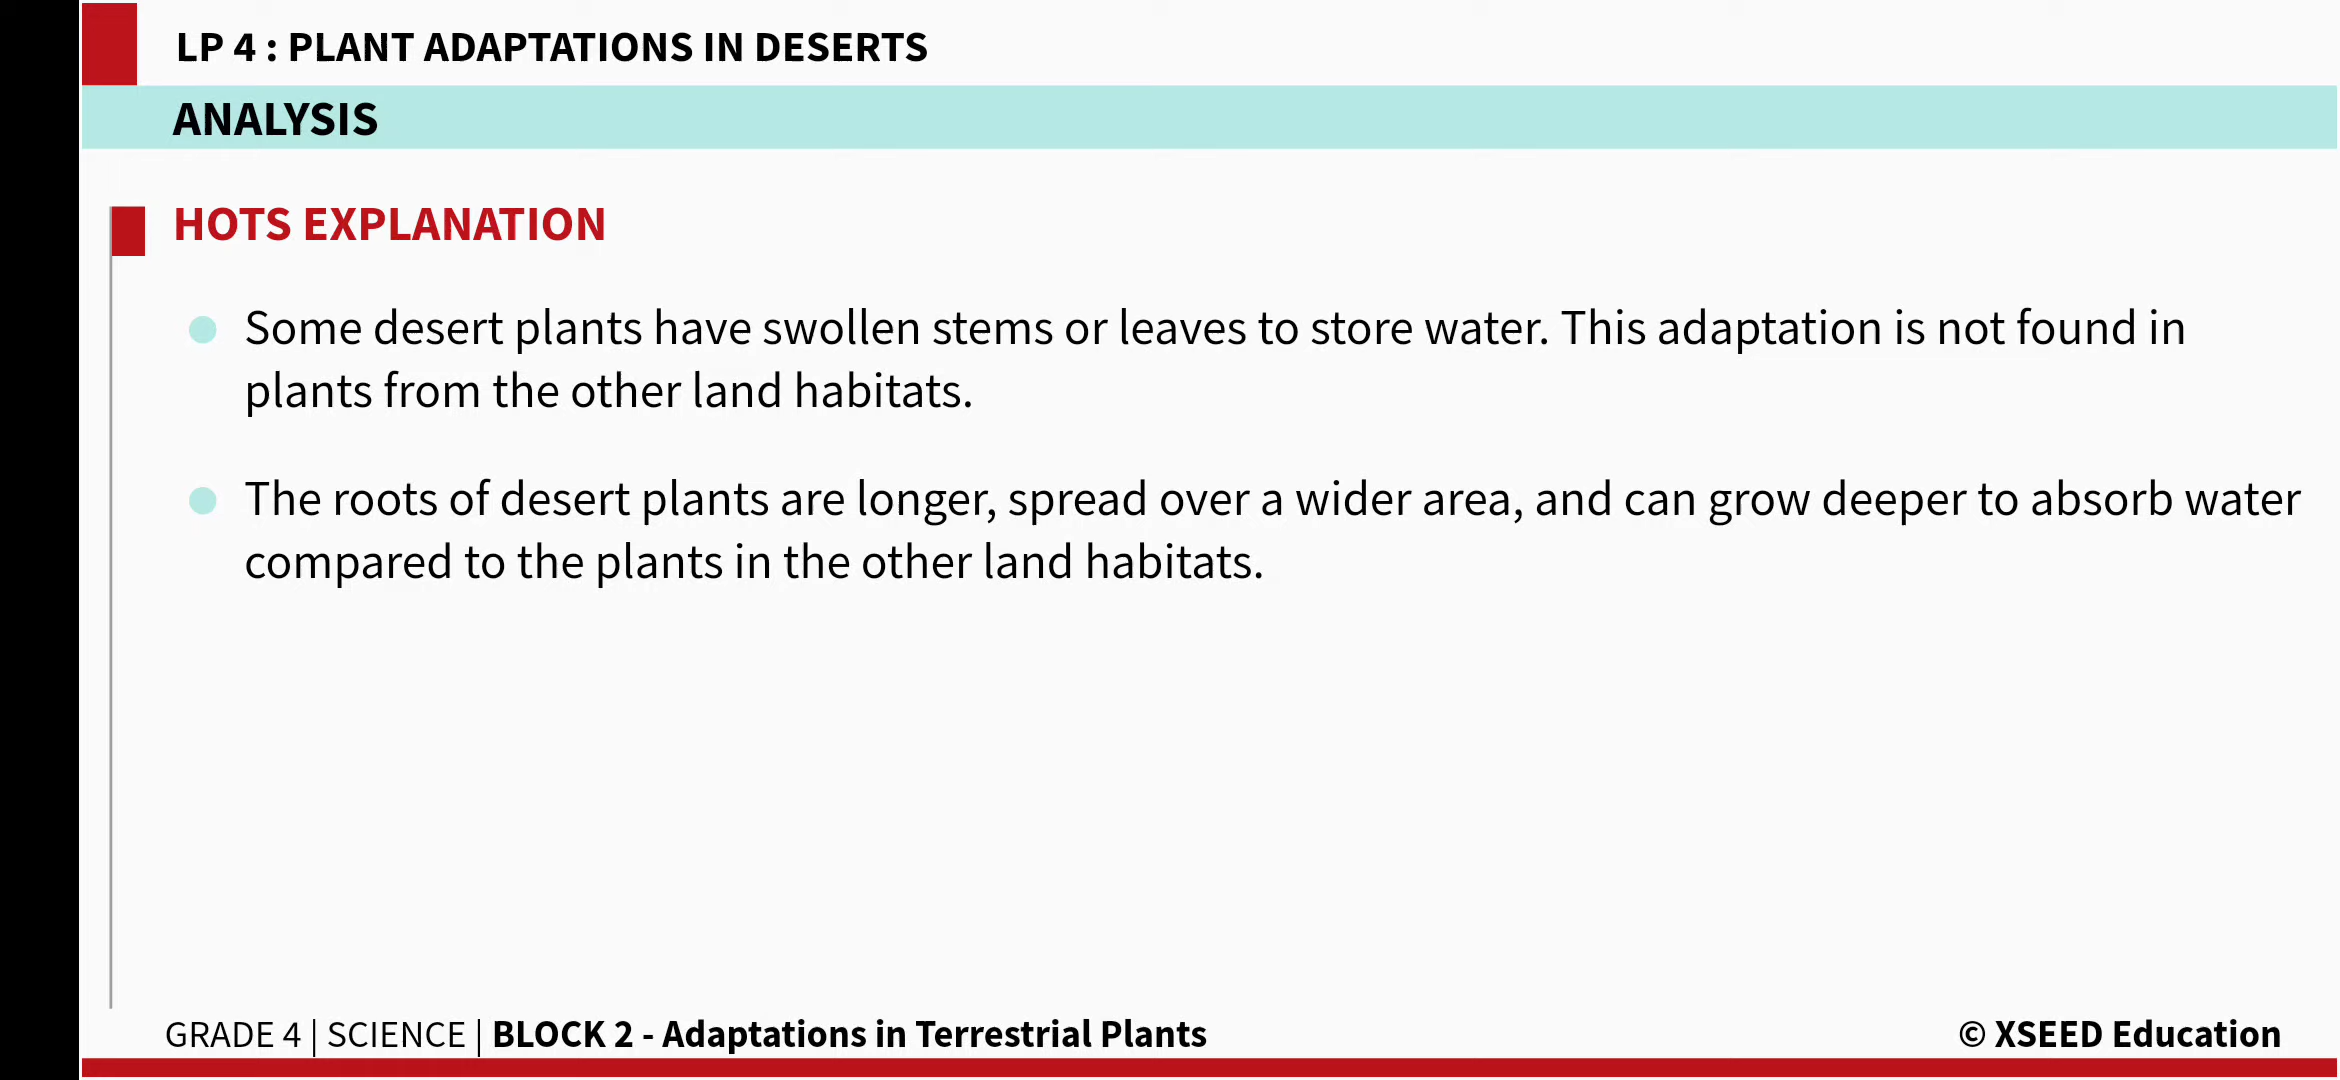 LP 4 : PLANT ADAPTATIONS IN DESERTS
ANALYSIS
HOTS EXPLANATION
Some desert plants have swollen stems or leaves to store water. This adaptation is not found in
plants from the other land habitats.
The roots of desert plants are longer, spread over a wider area, and can grow deeper to absorb water
compared to the plants in the other land habitats.
GRADE 4 | SCIENCE | BLOCK 2 - Adaptations in Terrestrial Plants
© XSEED Education